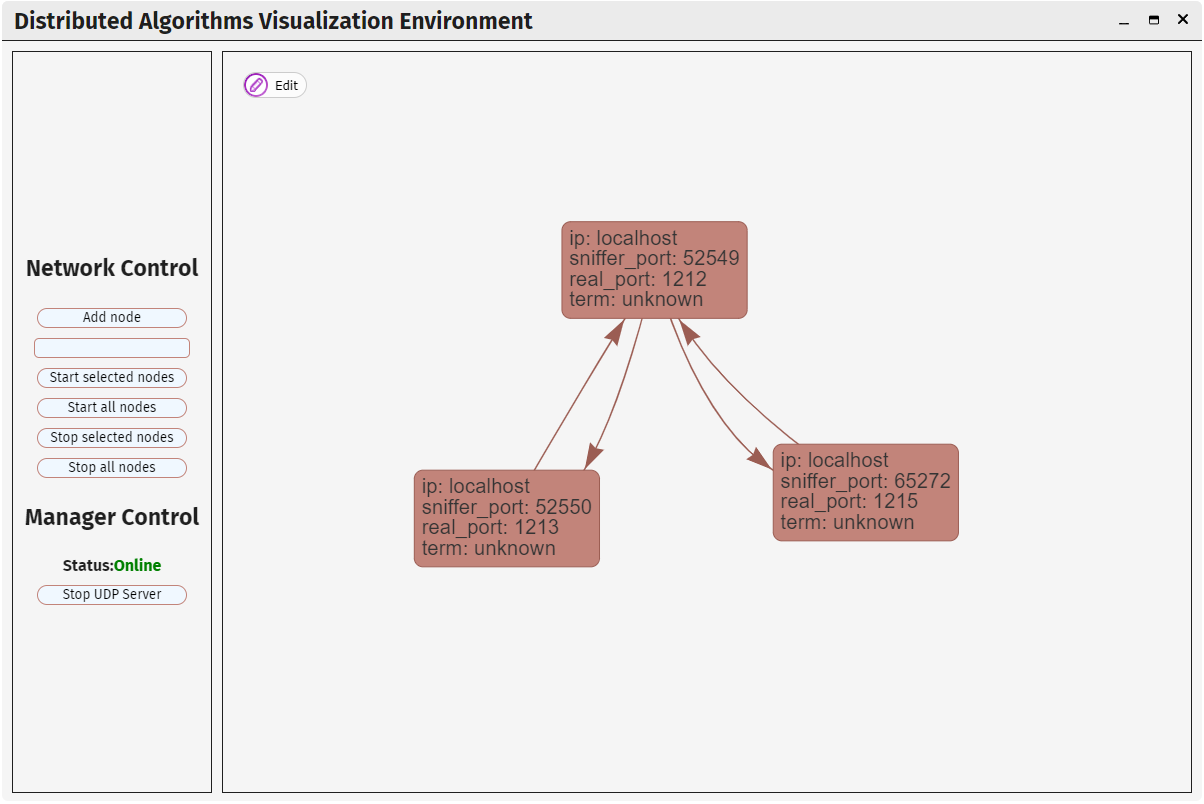 Distributed Algorithms Visualization Environment
Network Control
Add node
Start selected nodes
Start all nodes
Stop selected nodes
Stop all nodes
Manager Control
Status:Online
Stop UDP Server
Edit
ip: localhost
sniffer_port: 52549
real_port: 1212
term: unknown
ip: localhost
sniffer_port: 52550
real_port: 1213
term: unknown
ip: localhost
sniffer_port: 65272
real_port: 1215
term: unknown